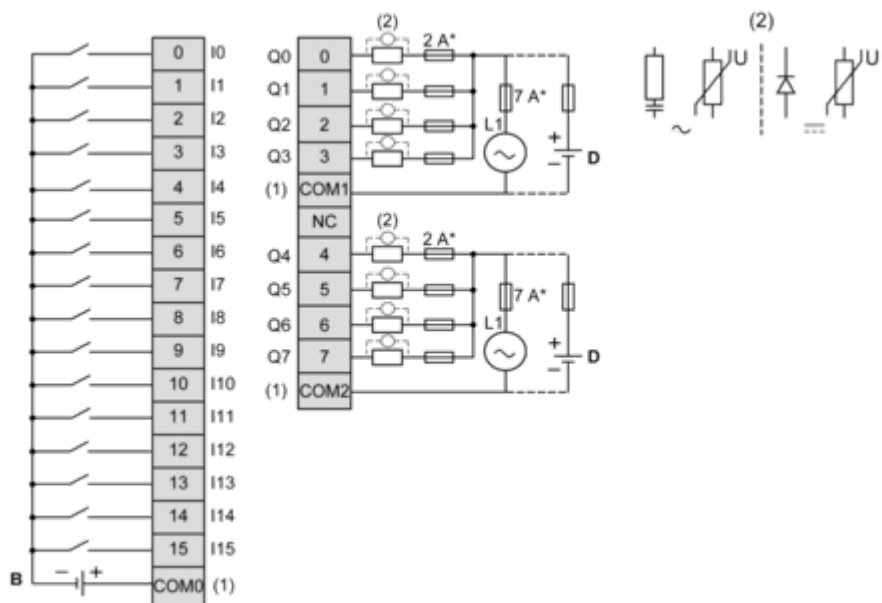 0 I0
1 I1
2 I2
3 I3
4 I4
5 I5
6 I6
7 I7
8 I8
9 I9
10 I10
11 I11
12 I12
13 I13
14 I14
15 I15
B − + COM0 (1)
(2)
Q0 0 2 A*
Q1 1 7 A*
Q2 2 L1
Q3 3 + − D
(1) COM1
NC
(2)
Q4 4 2 A*
Q5 5 7 A*
Q6 6 L1
Q7 7 + − D
(1) COM2
(2)
U U